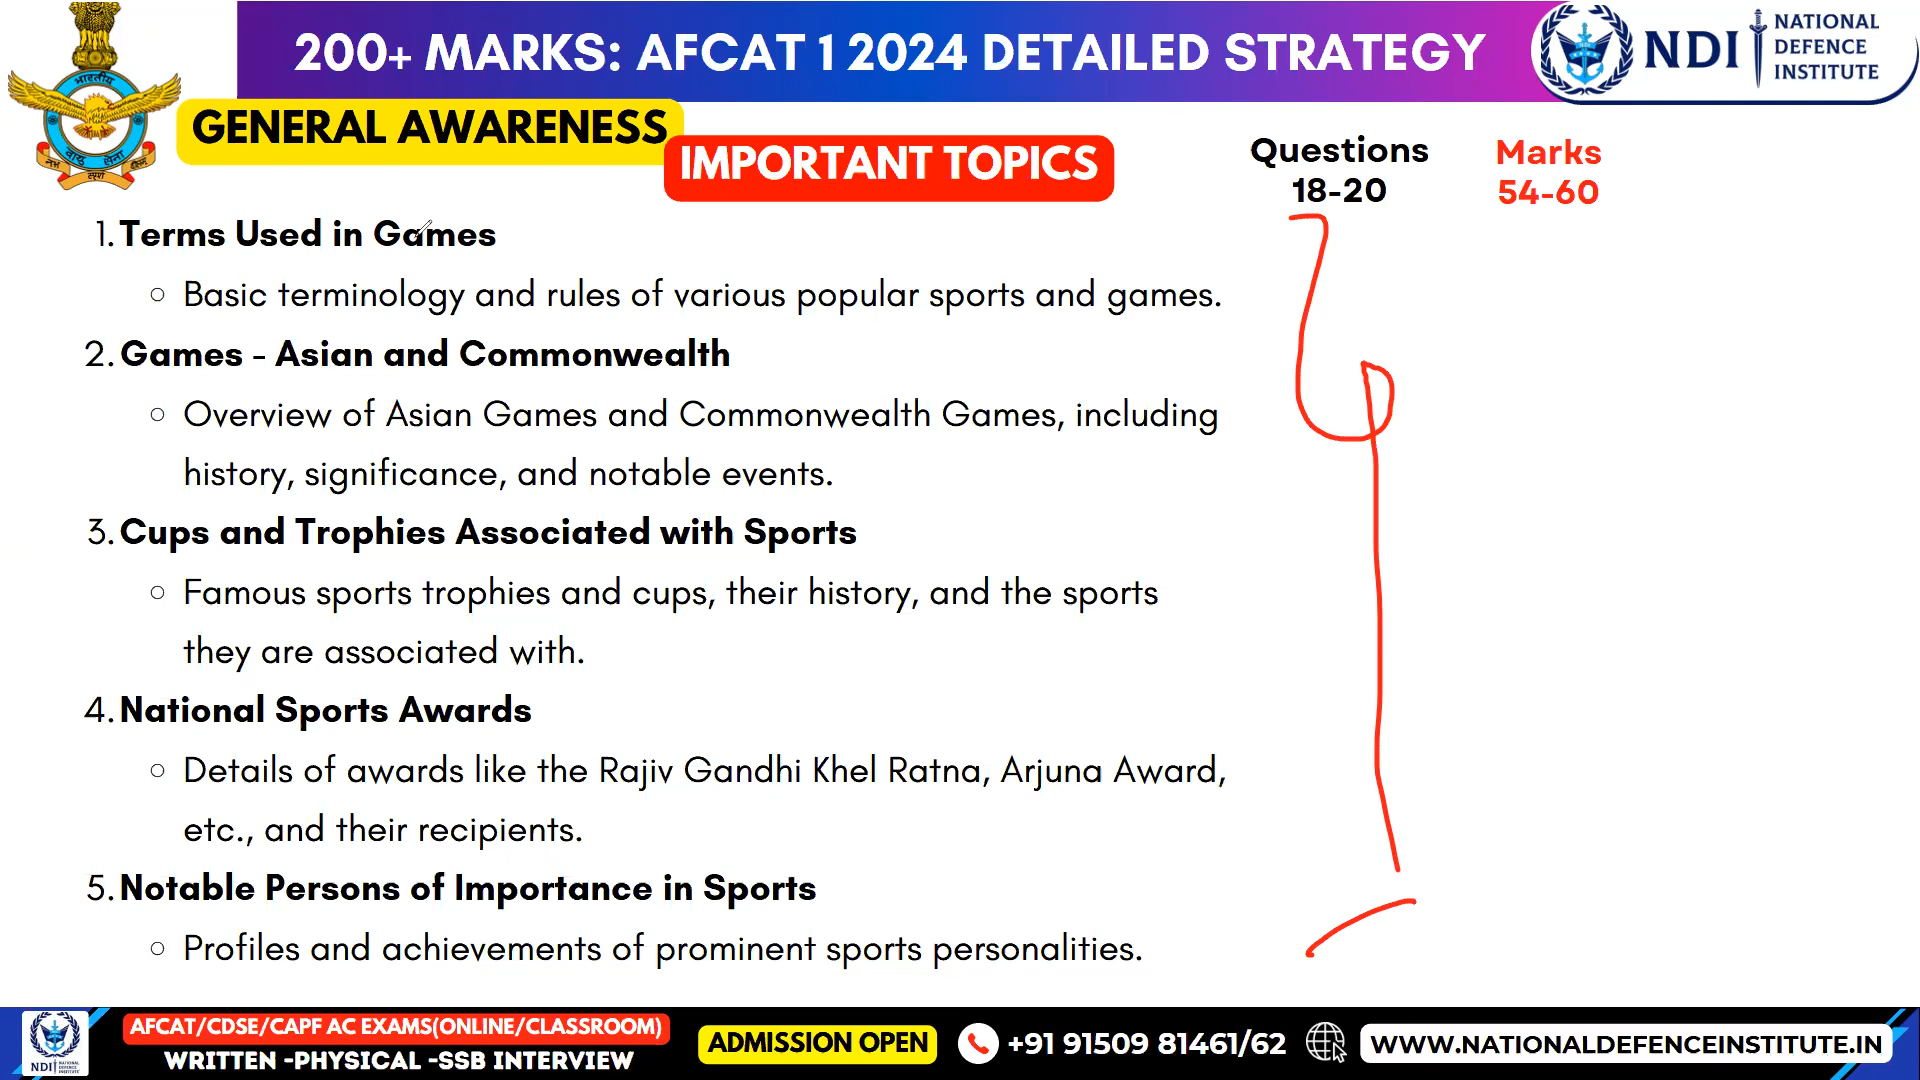 200+ MARKS: AFCAT 1 2024 DETAILED STRATEGY
NDI
NATIONAL
DEFENCE
INSTITUTE
भारतीय
वायु सेना
GENERAL AWARENESS
IMPORTANT TOPICS
Questions
18-20
Marks
54-60
1. Terms Used in Games
○ Basic terminology and rules of various popular sports and games.
2. Games - Asian and Commonwealth
○ Overview of Asian Games and Commonwealth Games, including
history, significance, and notable events.
3. Cups and Trophies Associated with Sports
○ Famous sports trophies and cups, their history, and the sports
they are associated with.
4. National Sports Awards
○ Details of awards like the Rajiv Gandhi Khel Ratna, Arjuna Award,
etc., and their recipients.
5. Notable Persons of Importance in Sports
○ Profiles and achievements of prominent sports personalities.
NDI NATIONAL
DEFENCE
INSTITUTE
AFCAT/CDSE/CAPF AC EXAMS(ONLINE/CLASSROOM)
WRITTEN -PHYSICAL -SSB INTERVIEW
ADMISSION OPEN
+91 91509 81461/62
WWW.NATIONALDEFENCEINSTITUTE.IN